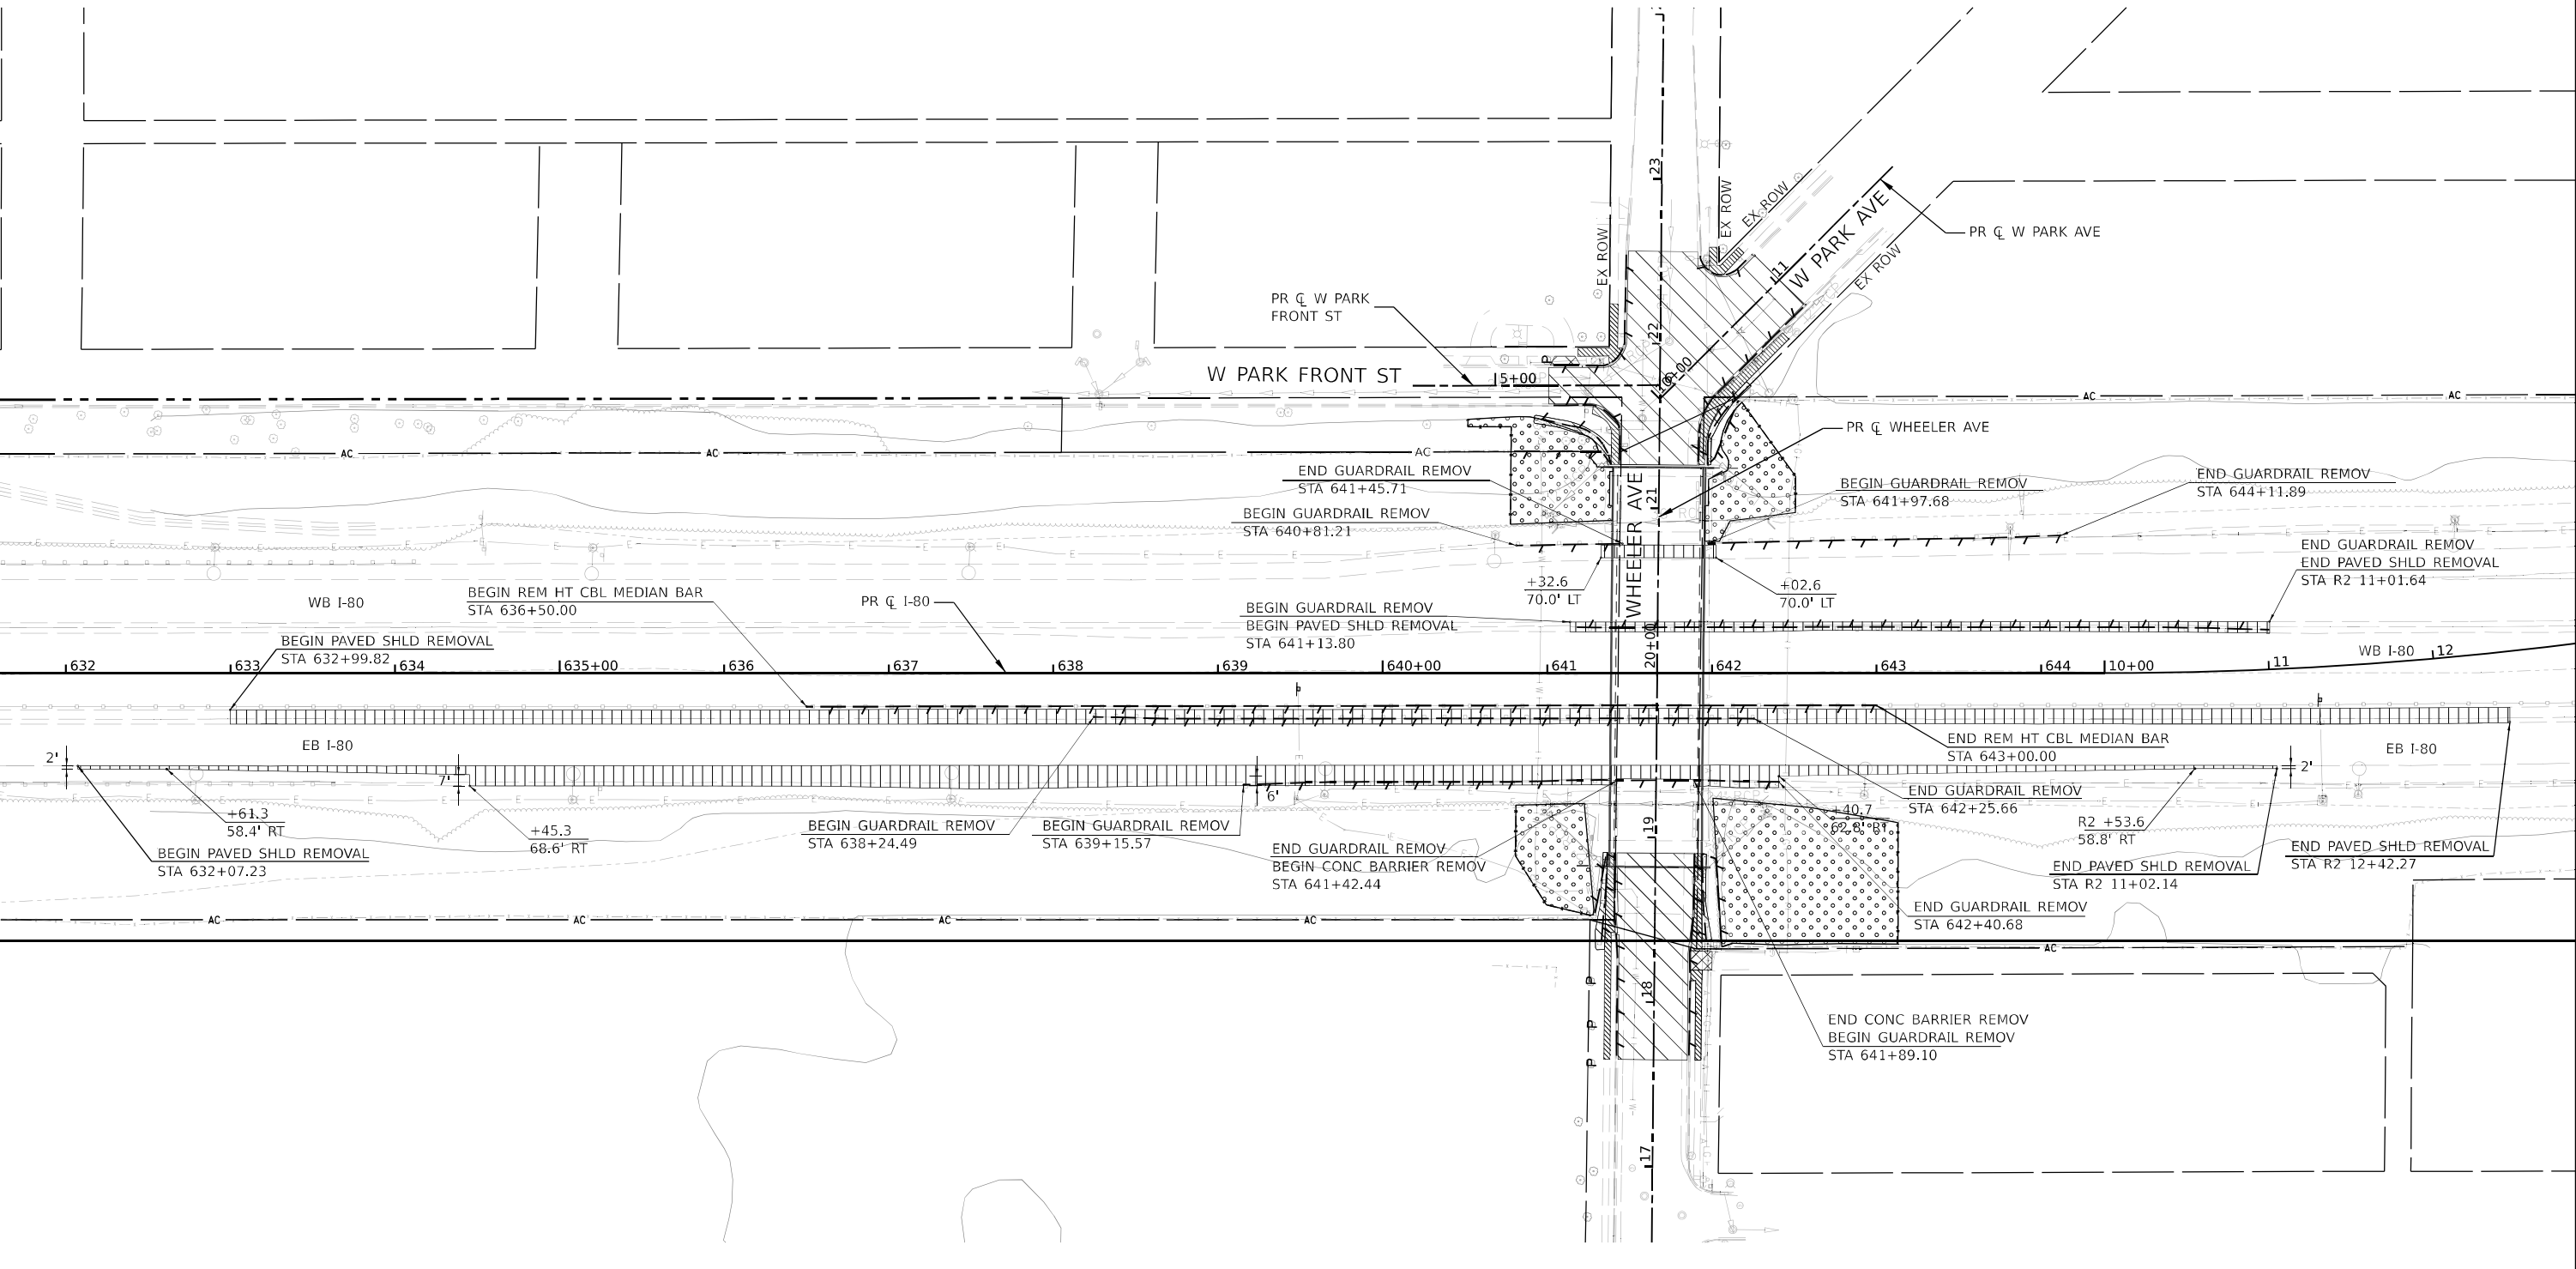 23
EX ROW
EX ROW
EX ROW
W PARK AVE
11
EX ROW
PR ℄ W PARK AVE
PR ℄ W PARK
FRONT ST
22
W PARK FRONT ST
15+00
10+00
P
AC
AC
AC
AC
AC
PR ℄ WHEELER AVE
END GUARDRAIL REMOV
STA 641+45.71
BEGIN GUARDRAIL REMOV
STA 640+81.21
WHEELER AVE
21
BEGIN GUARDRAIL REMOV
STA 641+97.68
END GUARDRAIL REMOV
STA 644+11.89
END GUARDRAIL REMOV
END PAVED SHLD REMOVAL
STA R2 11+01.64
+32.6
70.0' LT
+02.6
70.0' LT
WB I-80
BEGIN REM HT CBL MEDIAN BAR
STA 636+50.00
PR ℄ I-80
BEGIN GUARDRAIL REMOV
BEGIN PAVED SHLD REMOVAL
STA 641+13.80
BEGIN PAVED SHLD REMOVAL
STA 632+99.82
20+00
632
633
634
635+00
636
637
638
639
640+00
641
642
643
644
10+00
11
WB I-80
12
EB I-80
2'
7'
6'
END REM HT CBL MEDIAN BAR
STA 643+00.00
EB I-80
2'
+61.3
58.4' RT
BEGIN PAVED SHLD REMOVAL
STA 632+07.23
+45.3
68.6' RT
BEGIN GUARDRAIL REMOV
STA 638+24.49
BEGIN GUARDRAIL REMOV
STA 639+15.57
END GUARDRAIL REMOV
BEGIN CONC BARRIER REMOV
STA 641+42.44
19
END GUARDRAIL REMOV
STA 642+25.66
+40.7
62.8' RT
R2 +53.6
58.8' RT
END PAVED SHLD REMOVAL
STA R2 11+02.14
END PAVED SHLD REMOVAL
STA R2 12+42.27
END GUARDRAIL REMOV
STA 642+40.68
AC
AC
AC
AC
AC
18
P
P
P
END CONC BARRIER REMOV
BEGIN GUARDRAIL REMOV
STA 641+89.10
17